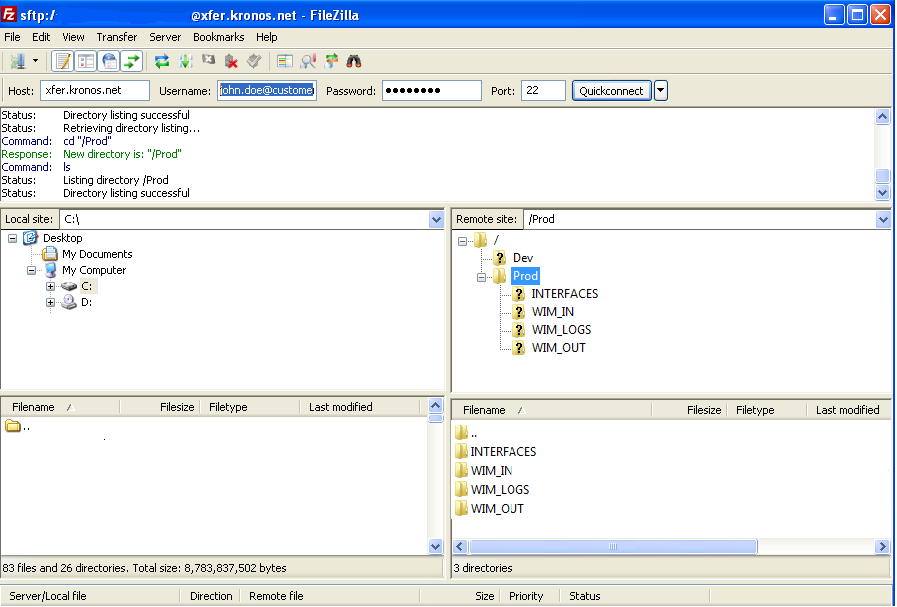 sftp:/ @xfer.kronos.net - FileZilla
File Edit View Transfer Server Bookmarks Help
Host: xfer.kronos.net Username: john.doe@custome Password: ●●●●●●●● Port: 22 Quickconnect
Status: Directory listing successful
Status: Retrieving directory listing...
Command: cd "/Prod"
Response: New directory is: "/Prod"
Command: ls
Status: Listing directory /Prod
Status: Directory listing successful
Local site: C:\
Desktop
My Documents
My Computer
C:
D:
Remote site: /Prod
/
Dev
Prod
INTERFACES
WIM_IN
WIM_LOGS
WIM_OUT
Filename Filesize Filetype Last modified
..
83 files and 26 directories. Total size: 8,783,837,502 bytes
Filename Filesize Filetype Last modified
..
INTERFACES
WIM_IN
WIM_LOGS
WIM_OUT
3 directories
Server/Local file Direction Remote file Size Priority Status